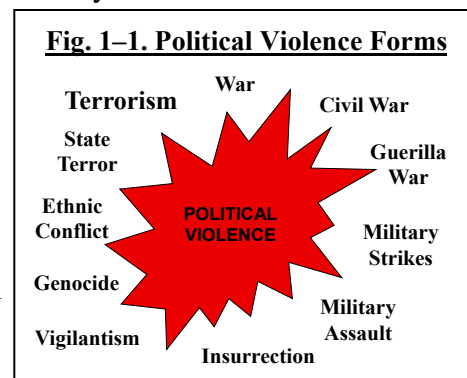 Fig. 1–1. Political Violence Forms
War
Terrorism
Civil War
State
Terror
Guerilla
War
Ethnic
Conflict
POLITICAL
VIOLENCE
Military
Strikes
Genocide
Military
Assault
Vigilantism
Insurrection